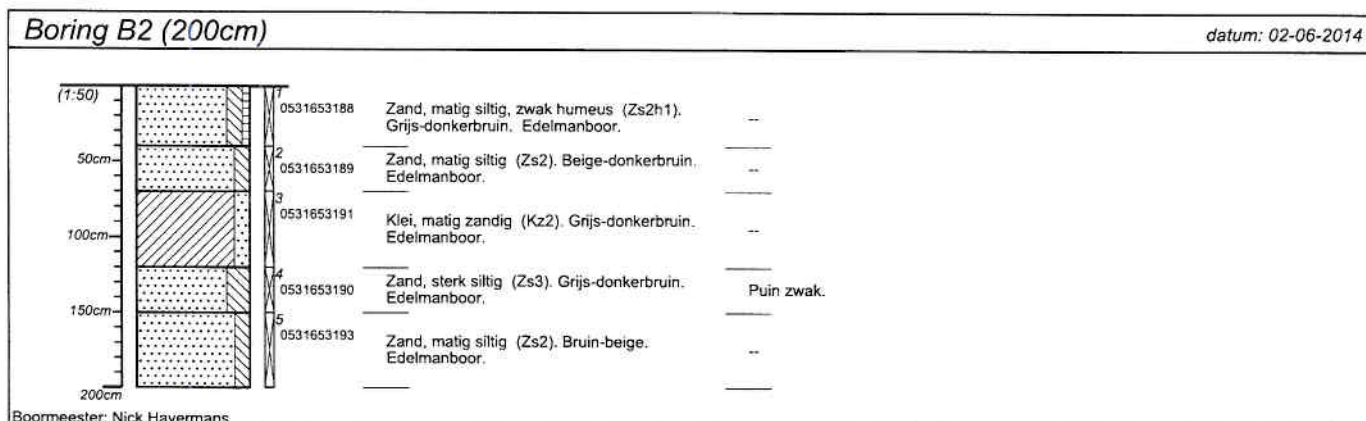 Boring B2 (200cm)
datum: 02-06-2014
(1:50)
1
0531653188
Zand, matig siltig, zwak humeus (Zs2h1).
Grijs-donkerbruin. Edelmanboor.
--
50cm
2
0531653189
Zand, matig siltig (Zs2). Beige-donkerbruin.
Edelmanboor.
--
3
0531653191
Klei, matig zandig (Kz2). Grijs-donkerbruin.
Edelmanboor.
--
100cm
4
0531653190
Zand, sterk siltig (Zs3). Grijs-donkerbruin.
Edelmanboor.
Puin zwak.
150cm
5
0531653193
Zand, matig siltig (Zs2). Bruin-beige.
Edelmanboor.
--
200cm
Boormeester: Nick Havermans